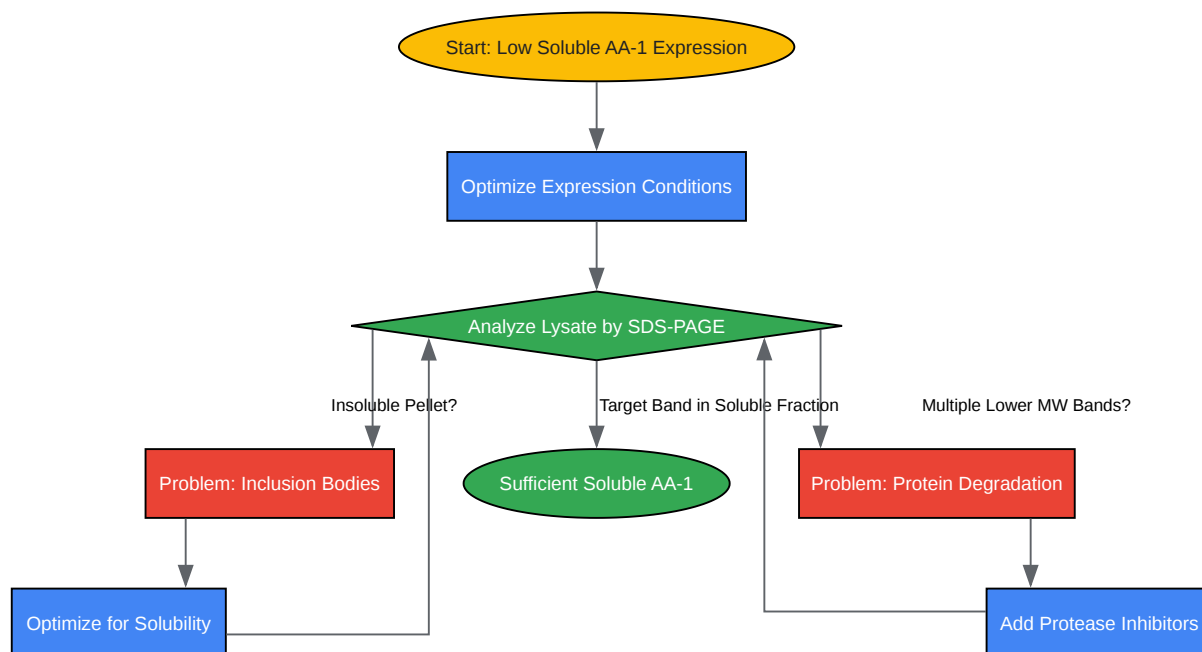 Start: Low Soluble AA-1 Expression
Optimize Expression Conditions
Analyze Lysate by SDS-PAGE
Insoluble Pellet?
Target Band in Soluble Fraction
Multiple Lower MW Bands?
Problem: Inclusion Bodies
Sufficient Soluble AA-1
Problem: Protein Degradation
Optimize for Solubility
Add Protease Inhibitors